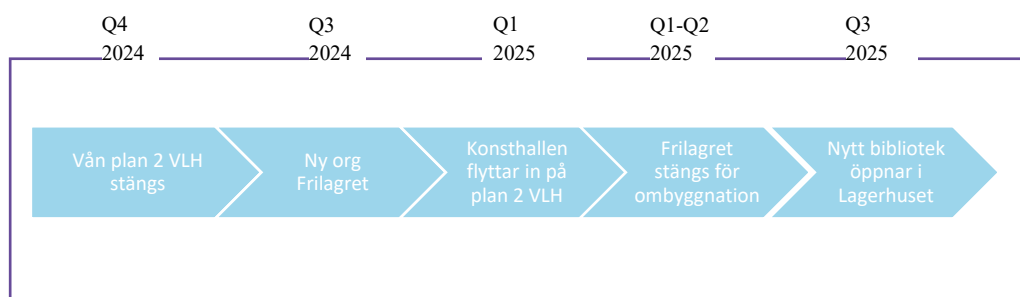 Q4
2024
Q3
2024
Q1
2025
Q1-Q2
2025
Q3
2025
Vån plan 2 VLH
stängs
Ny org
Frilagret
Konsthallen
flyttar in på
plan 2 VLH
Frilagret
stängs för
ombyggnation
Nytt bibliotek
öppnar i
Lagerhuset